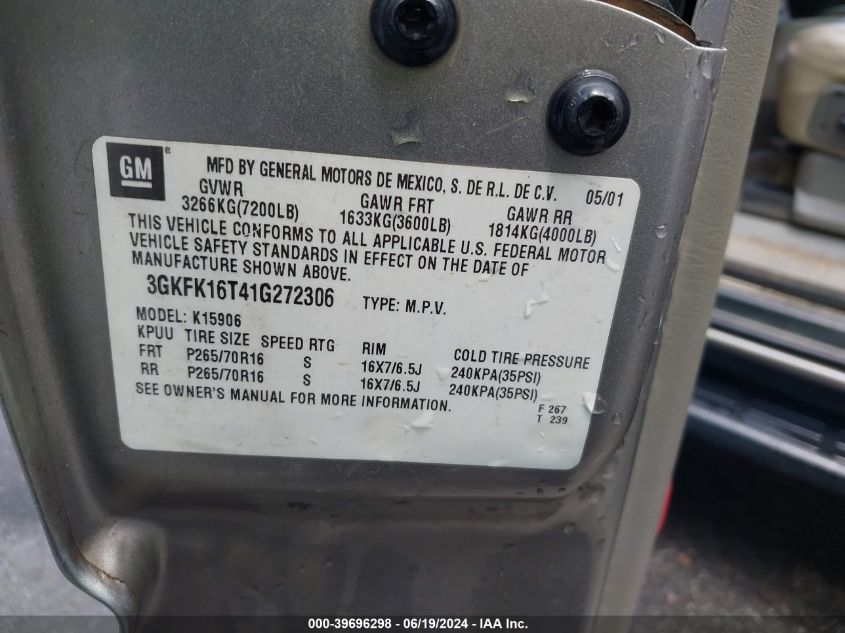 GM®
MFD BY GENERAL MOTORS DE MEXICO, S. DE R.L. DE C.V. 05/01
GVWR GAWR FRT GAWR RR
3266KG(7200LB) 1633KG(3600LB) 1814KG(4000LB)
THIS VEHICLE CONFORMS TO ALL APPLICABLE U.S. FEDERAL MOTOR
VEHICLE SAFETY STANDARDS IN EFFECT ON THE DATE OF
MANUFACTURE SHOWN ABOVE.
3GKFK16T41G272306 TYPE: M.P.V.
MODEL: K15906
KPUU TIRE SIZE SPEED RTG RIM COLD TIRE PRESSURE
FRT P265/70R16 S 16X7/6.5J 240KPA(35PSI)
RR P265/70R16 S 16X7/6.5J 240KPA(35PSI)
SEE OWNER'S MANUAL FOR MORE INFORMATION.
F 267
T 239
000-39696298 - 06/19/2024 - IAA Inc.